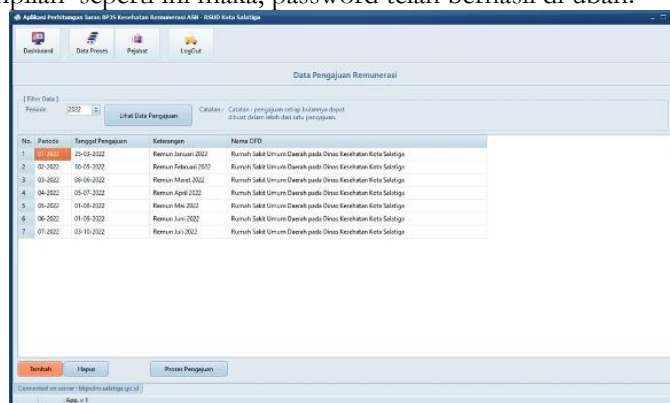 seperti ini maka, password telah berhasil di ubah.
Aplikasi Perhitungan Iuran BPJS Kesehatan Remunerasi ASN - RSUD Kota Salatiga
Dashboard Data Proses Pejabat LogOut
Data Pengajuan Remunerasi
[ Filter Data ]
Periode 2022 Lihat Data Pengajuan Catatan : Catatan : pengajuan setiap bulannya dapat
dibuat dalam lebih dari satu pengajuan.
No. Periode Tanggal Pengajuan Keterangan Nama OPD
1 01-2022 25-03-2022 Remun Januari 2022 Rumah Sakit Umum Daerah pada Dinas Kesehatan Kota Salatiga
2 02-2022 10-05-2022 Remun Februari 2022 Rumah Sakit Umum Daerah pada Dinas Kesehatan Kota Salatiga
3 03-2022 08-06-2022 Remun Maret 2022 Rumah Sakit Umum Daerah pada Dinas Kesehatan Kota Salatiga
4 04-2022 05-07-2022 Remun April 2022 Rumah Sakit Umum Daerah pada Dinas Kesehatan Kota Salatiga
5 05-2022 01-08-2022 Remun Mei 2022 Rumah Sakit Umum Daerah pada Dinas Kesehatan Kota Salatiga
6 06-2022 01-09-2022 Remun Juni 2022 Rumah Sakit Umum Daerah pada Dinas Kesehatan Kota Salatiga
7 07-2022 03-10-2022 Remun Juli 2022 Rumah Sakit Umum Daerah pada Dinas Kesehatan Kota Salatiga
Tambah Hapus Proses Pengajuan
Connected on server :
App. v 1